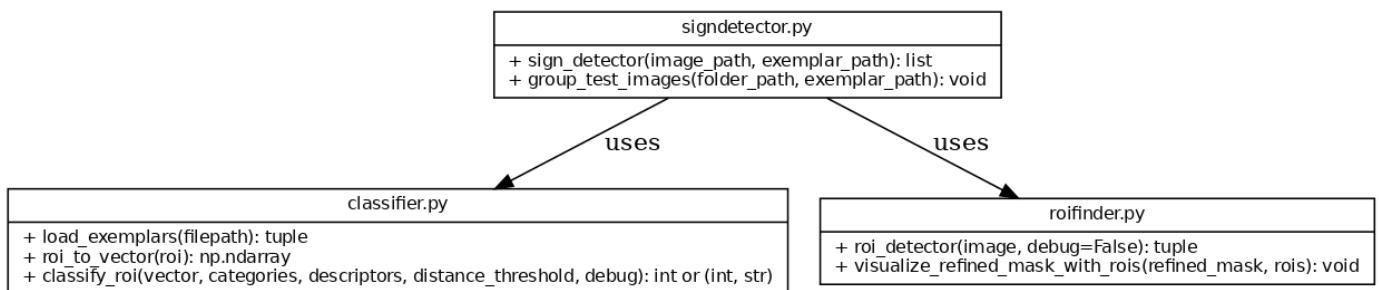 signdetector.py
+ sign_detector(image_path, exemplar_path): list
+ group_test_images(folder_path, exemplar_path): void
uses
uses
classifier.py
+ load_exemplars(filepath): tuple
+ roi_to_vector(roi): np.ndarray
+ classify_roi(vector, categories, descriptors, distance_threshold, debug): int or (int, str)
roifinder.py
+ roi_detector(image, debug=False): tuple
+ visualize_refined_mask_with_rois(refined_mask, rois): void